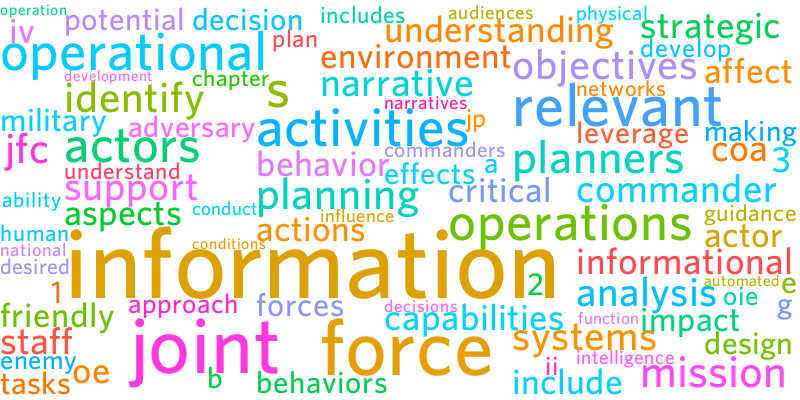 operation
iv
potential
decision
includes
audiences
physical
plan
understanding
strategic
operational
environment
develop
development
chapter
s
narrative
objectives
affect
identify
narratives
networks
military
adversary
activities
jp
relevant
leverage
making
jfc
actors
commanders
planners
coa
3
understand
behavior
effects
a
support
ability
planning
critical
commander
aspects
conduct
influence
guidance
human
conditions
actions
operations
actor
national
desired
information
informational
1
2
analysis
automated
e
oie
g
friendly
approach
forces
decisions
capabilities
function
impact
staff
joint
force
systems
design
enemy
ii
intelligence
tasks
oe
b
behaviors
include
mission